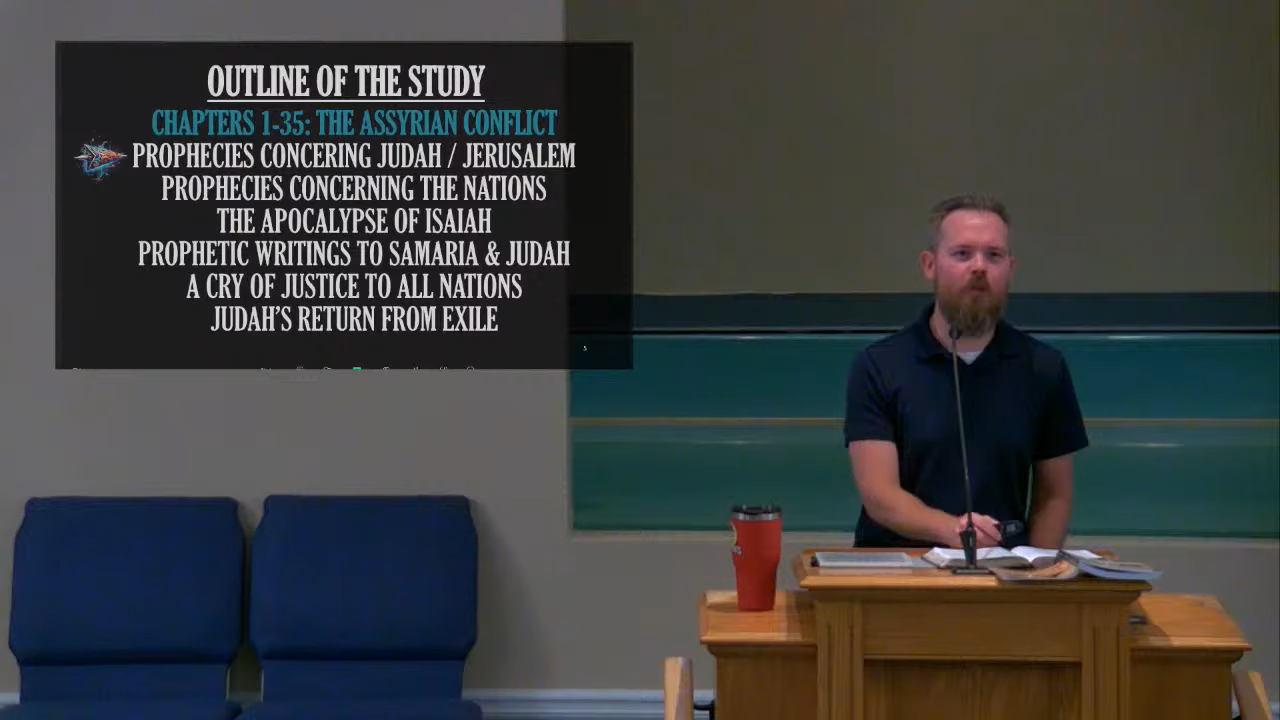 OUTLINE OF THE STUDY
CHAPTERS 1-35: THE ASSYRIAN CONFLICT
PROPHECIES CONCERING JUDAH / JERUSALEM
PROPHECIES CONCERNING THE NATIONS
THE APOCALYPSE OF ISAIAH
PROPHETIC WRITINGS TO SAMARIA & JUDAH
A CRY OF JUSTICE TO ALL NATIONS
JUDAH'S RETURN FROM EXILE
5